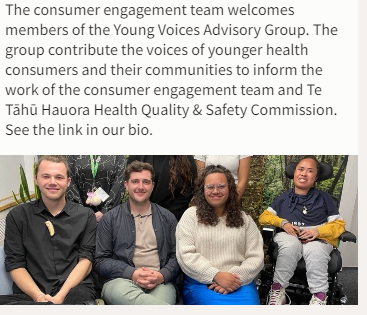 The consumer engagement team welcomes
members of the Young Voices Advisory Group. The
group contribute the voices of younger health
consumers and their communities to inform the
work of the consumer engagement team and Te
Tāhū Hauora Health Quality & Safety Commission.
See the link in our bio.